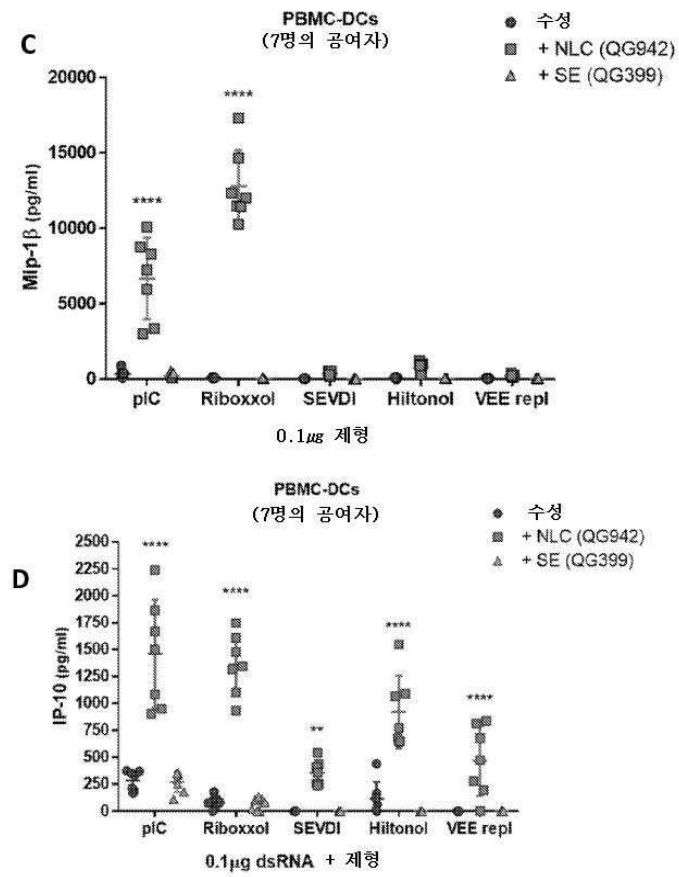 C
PBMC-DCs
(7명의 공여자)
수성
+ NLC (QG942)
+ SE (QG399)
Mip-1β (pg/ml)
20000
15000
10000
5000
0
****
****
pIC
Riboxxol
SEVDI
Hiltonol
VEE repl
0.1㎍ 제형
D
PBMC-DCs
(7명의 공여자)
수성
+ NLC (QG942)
+ SE (QG399)
IP-10 (pg/ml)
2500
2250
2000
1750
1500
1250
1000
750
500
250
0
****
****
**
****
****
pIC
Riboxxol
SEVDI
Hiltonol
VEE repl
0.1µg dsRNA + 제형